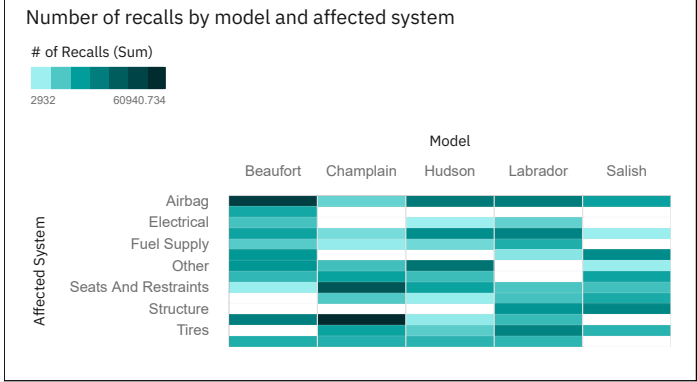 Number of recalls by model and affected system
# of Recalls (Sum)
2932 60940.734
Model
Beaufort Champlain Hudson Labrador Salish
Affected System
Airbag
Electrical
Fuel Supply
Other
Seats And Restraints
Structure
Tires